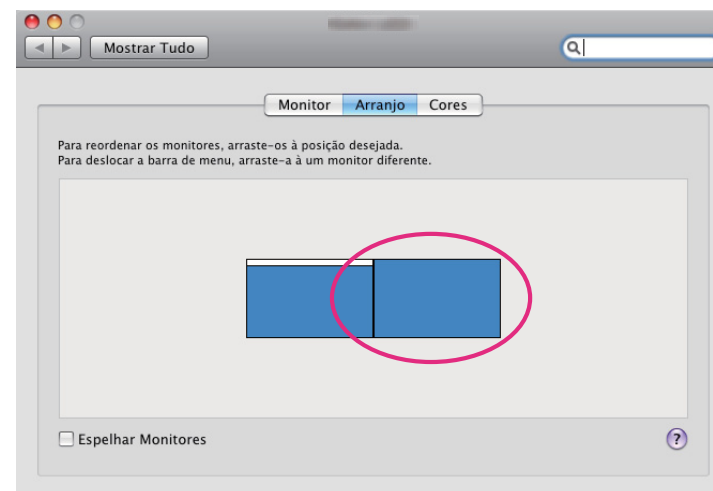 Mostrar Tudo
Monitor Arranjo Cores
Para reordenar os monitores, arraste-os à posição desejada.
Para deslocar a barra de menu, arraste-a à um monitor diferente.
Espelhar Monitores
?